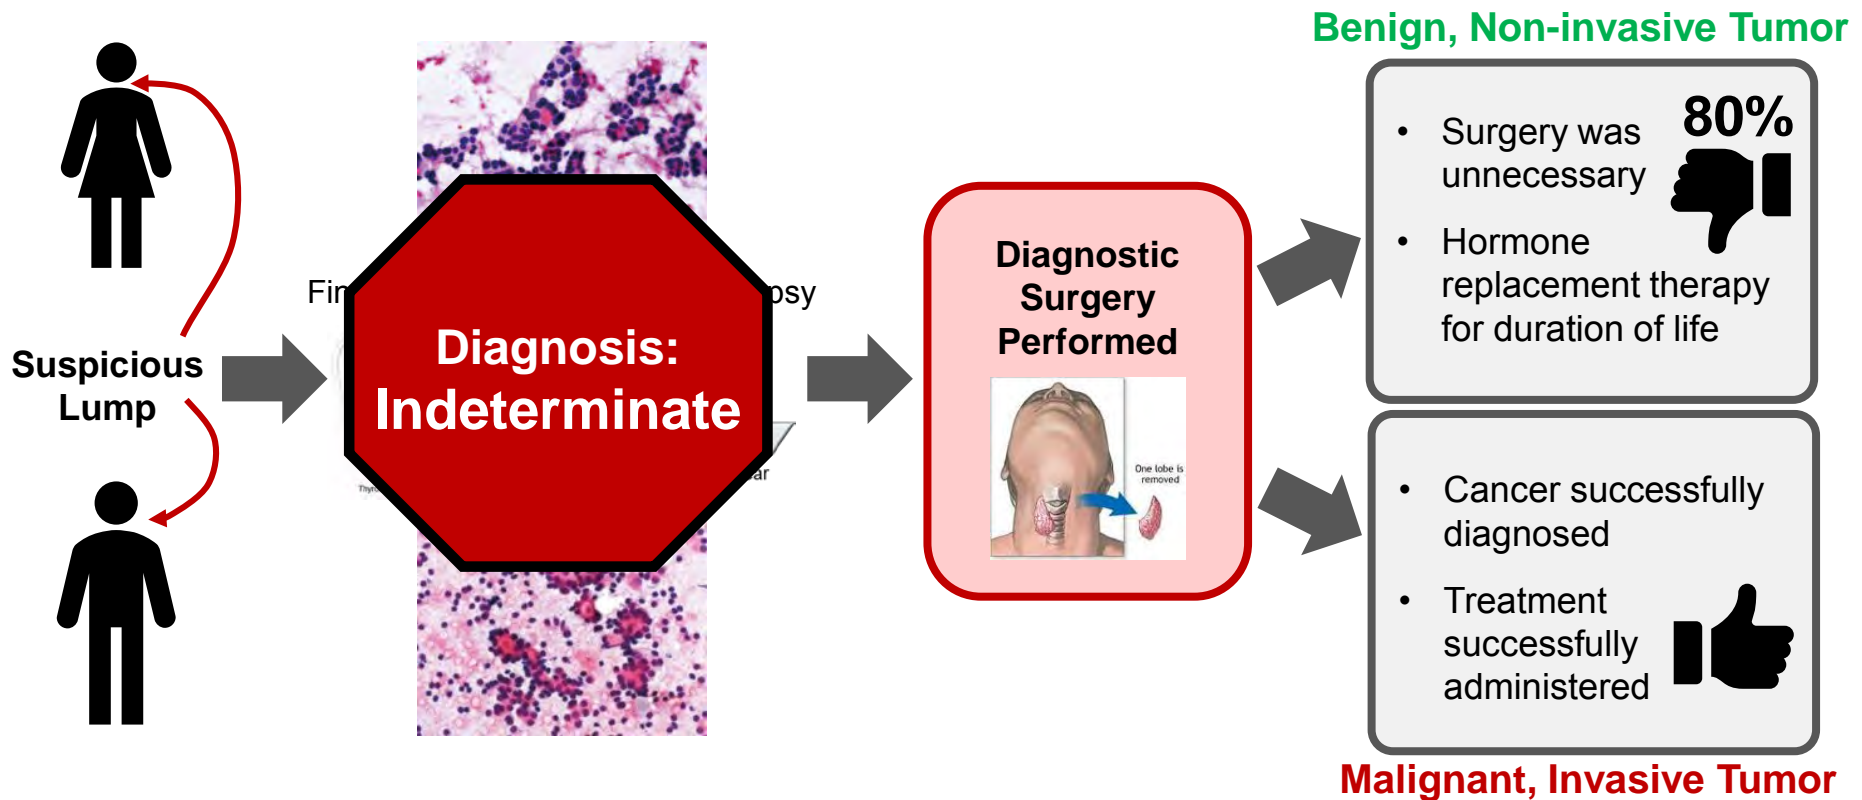 Suspicious
Lump
Diagnosis:
Indeterminate
Diagnostic
Surgery
Performed
One lobe is
removed
Benign, Non-invasive Tumor
80%
• Surgery was
unnecessary
• Hormone
replacement therapy
for duration of life
• Cancer successfully
diagnosed
• Treatment
successfully
administered
Malignant, Invasive Tumor